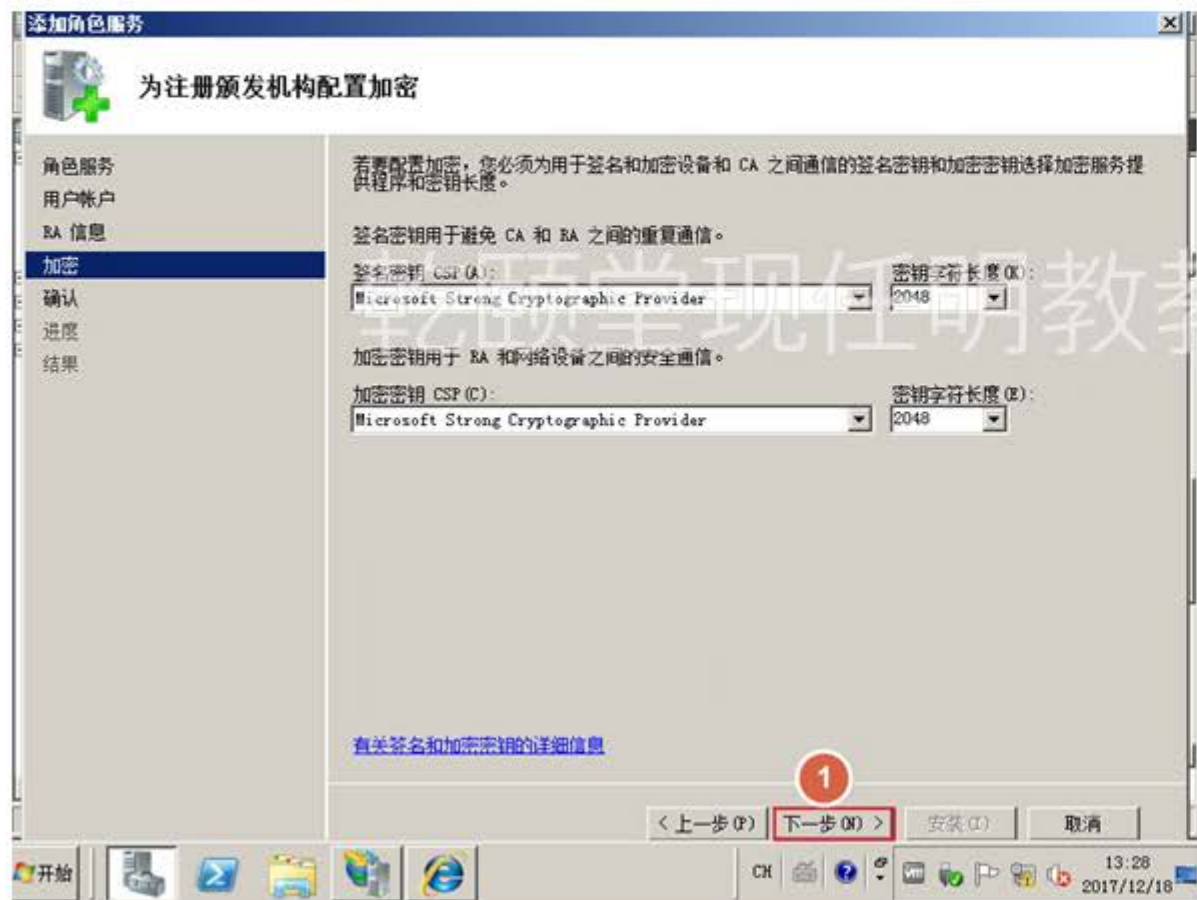 添加角色服务
为注册颁发机构配置加密
角色服务
用户帐户
RA 信息
加密
确认
进度
结果
若要配置加密，您必须为用于签名和加密设备和 CA 之间通信的签名密钥和加密密钥选择加密服务提
供程序和密钥长度。
签名密钥用于避免 CA 和 RA 之间的重复通信。
签名密钥 CSP(A): 密钥字符长度(K):
Microsoft Strong Cryptographic Provider 2048
乾颐堂现任明教教
加密密钥用于 RA 和网络设备之间的安全通信。
加密密钥 CSP(C): 密钥字符长度(E):
Microsoft Strong Cryptographic Provider 2048
有关签名和加密密钥的详细信息
1
< 上一步(P) 下一步(N) > 安装(I) 取消
开始 CH 13:28
2017/12/18